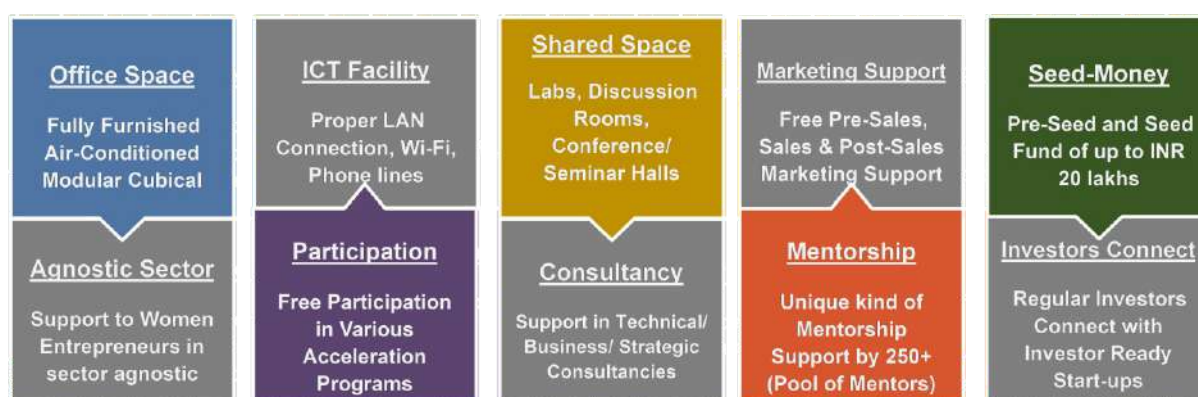 Office Space
Fully Furnished
Air-Conditioned
Modular Cubical
Agnostic Sector
Support to Women
Entrepreneurs in
sector agnostic
ICT Facility
Proper LAN
Connection, Wi-Fi,
Phone lines
Participation
Free Participation
in Various
Acceleration
Programs
Shared Space
Labs, Discussion
Rooms,
Conference/
Seminar Halls
Consultancy
Support in Technical/
Business/ Strategic
Consultancies
Marketing Support
Free Pre-Sales,
Sales & Post-Sales
Marketing Support
Mentorship
Unique kind of
Mentorship
Support by 250+
(Pool of Mentors)
Seed-Money
Pre-Seed and Seed
Fund of up to INR
20 lakhs
Investors Connect
Regular Investors
Connect with
Investor Ready
Start-ups